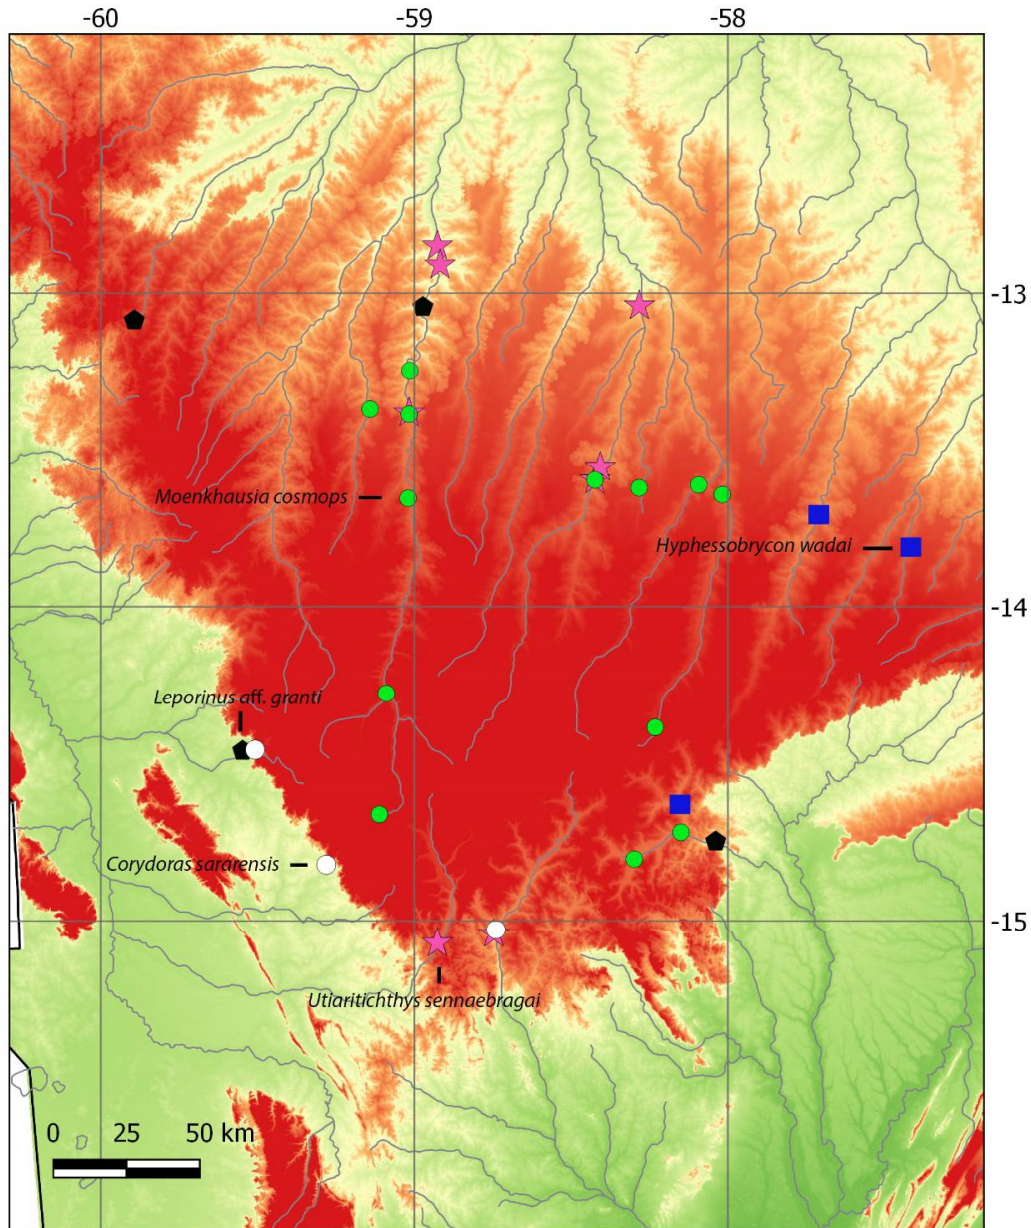 -60 -59 -58
-13
Moenkhausia cosmops
Hyphessobrycon wadai
-14
Leporinus aff. granti
Corydoras sararensis
-15
Utiaritichthys sennaebragai
0 25 50 km